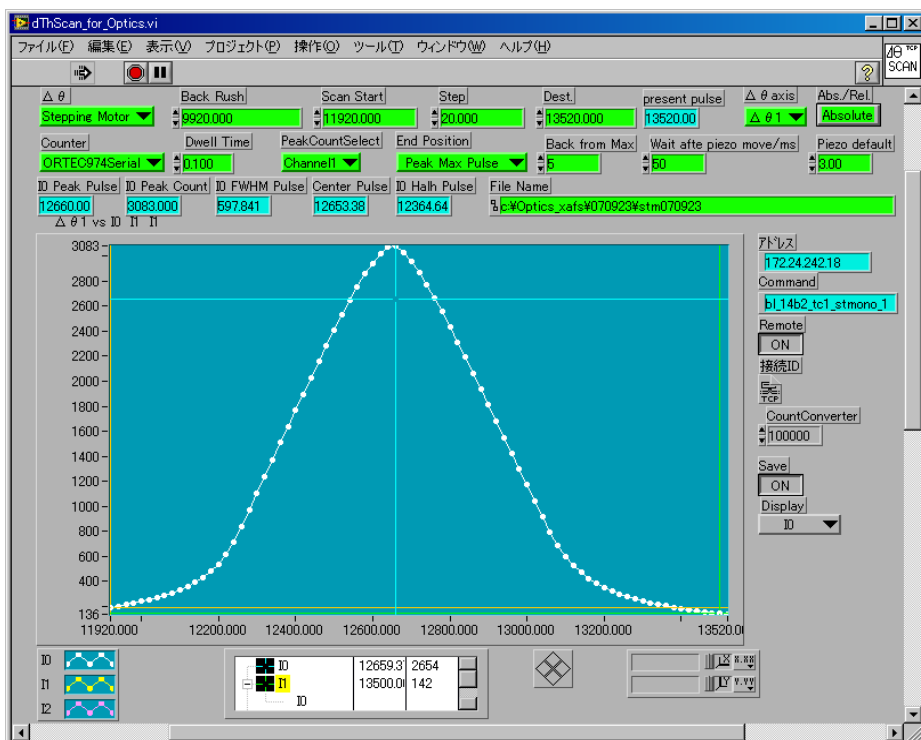 dThScan_for_Optics.vi
ファイル(F) 編集(E) 表示(V) プロジェクト(P) 操作(O) ツール(T) ウィンドウ(W) ヘルプ(H)
Δθ TCP
SCAN
Δ θ Back Rush Scan Start Step Dest. present pulse Δ θ axis Abs./Rel.
Stepping Motor 9920.000 11920.000 20.000 13520.000 13520.00 Δ θ 1 Absolute
Counter Dwell Time PeakCountSelect End Position Back from Max Wait afte piezo move/ms Piezo default
ORTEC974Serial 0.100 Channel1 Peak Max Pulse 5 50 3.00
I0 Peak Pulse I0 Peak Count I0 FWHM Pulse Center Pulse I0 Halh Pulse File Name
12660.00 3083.000 597.841 12653.38 12364.64 c:¥Optics_xafs¥070923¥stm070923
Δ θ 1 vs I0 I1 I1
3083
2800
2600
2400
2200
2000
1800
1600
1400
1200
1000
800
600
400
136
11920.000 12200.000 12400.000 12600.000 12800.000 13000.000 13200.000 13520.0
アドレス
172.24.242.18
Command
bl_14b2_tc1_stmono_1
Remote
ON
接続ID
TCP
CountConverter
100000
Save
ON
Display
I0
I0
I1
I2
I0 12659.3 2654
I1 13500.0 142
I0
X X.XX
Y Y.YY